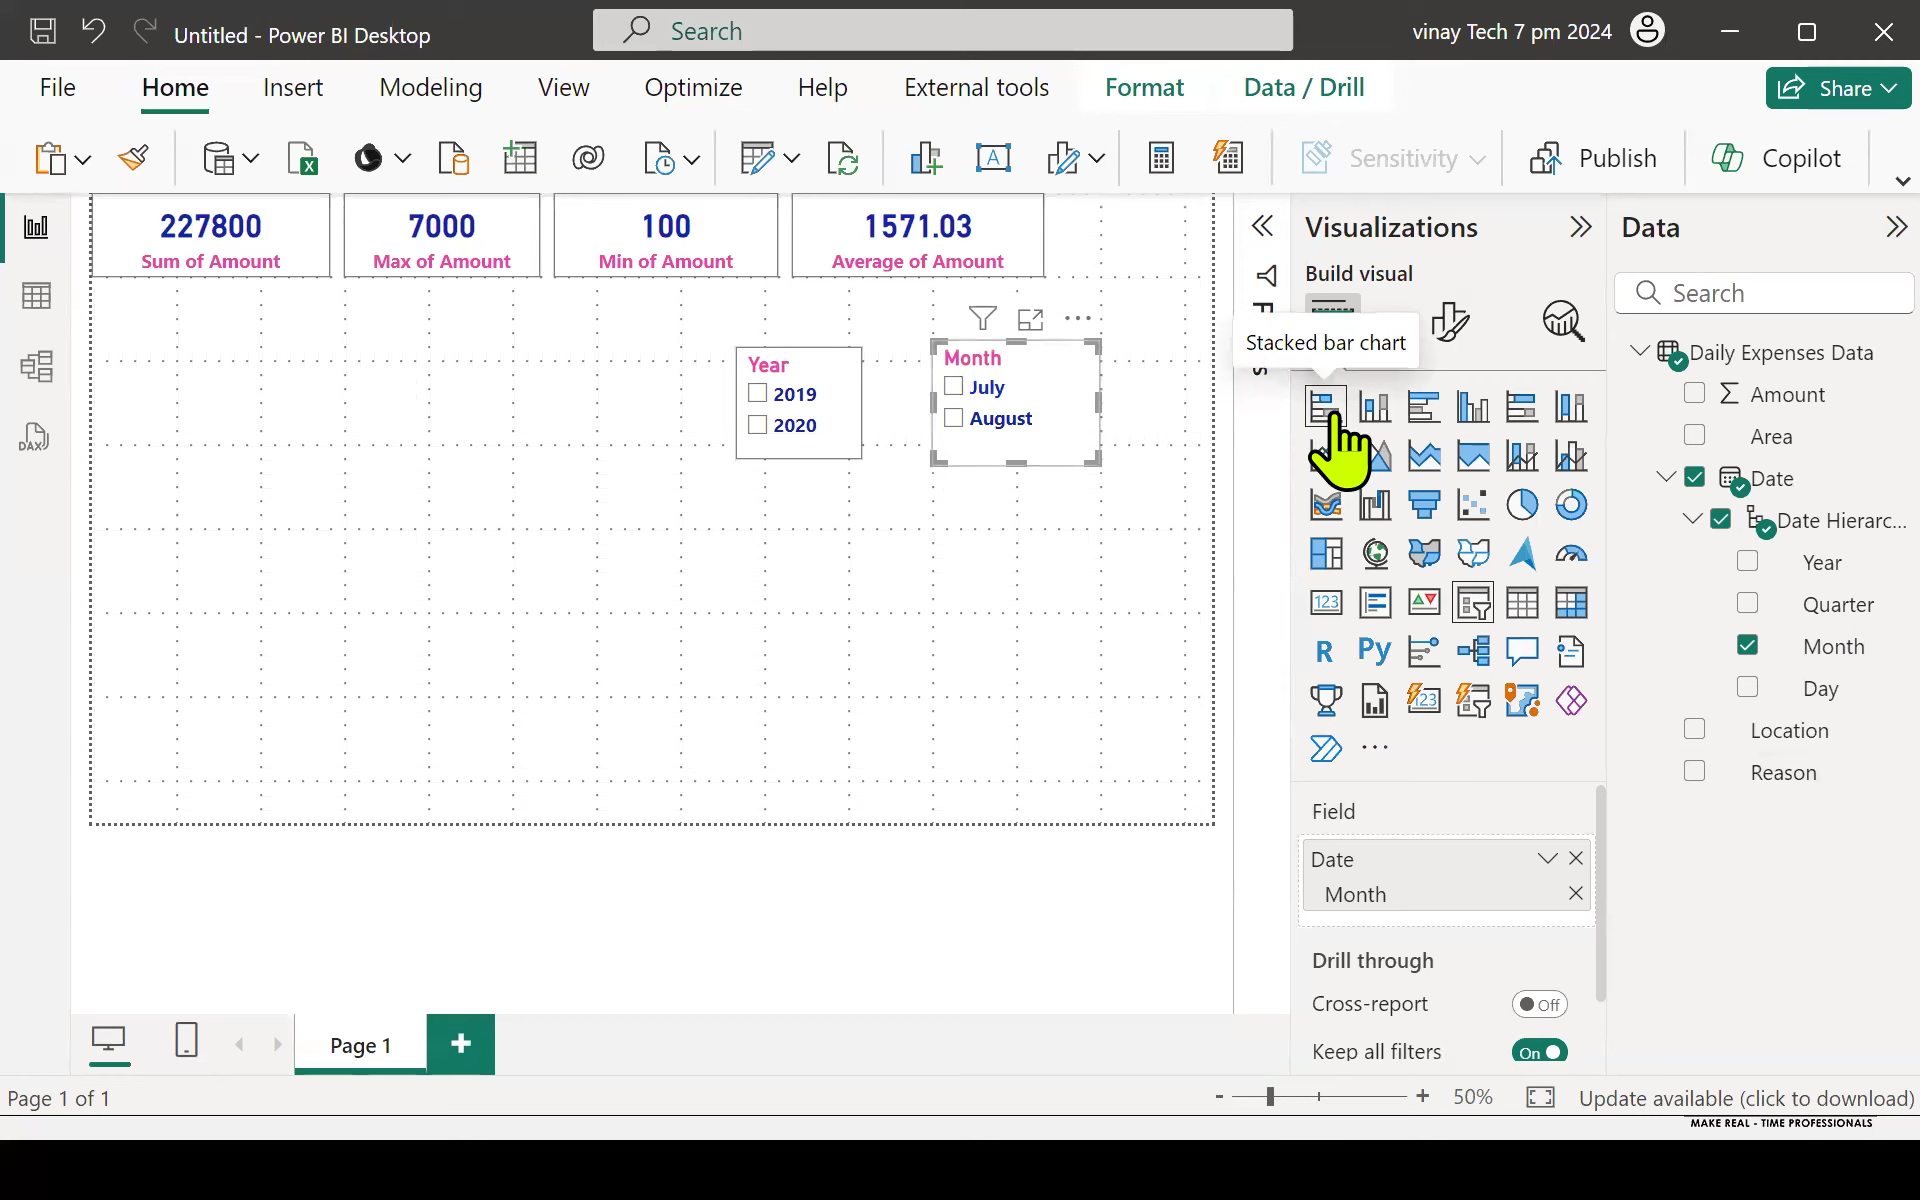 Untitled - Power BI Desktop
Search
vinay Tech 7 pm 2024
File
Home
Insert
Modeling
View
Optimize
Help
External tools
Format
Data / Drill
Share
Sensitivity
Publish
Copilot
227800
Sum of Amount
7000
Max of Amount
100
Min of Amount
1571.03
Average of Amount
Year
2019
2020
Month
July
August
Visualizations
Build visual
Stacked bar chart
123
R
Py
123
Field
Date
Month
Drill through
Cross-report
Off
Keep all filters
On
Data
Search
Daily Expenses Data
Amount
Area
Date
Date Hierarc...
Year
Quarter
Month
Day
Location
Reason
DAX
Page 1
Page 1 of 1
50%
Update available (click to download)
MAKE REAL - TIME PROFESSIONALS